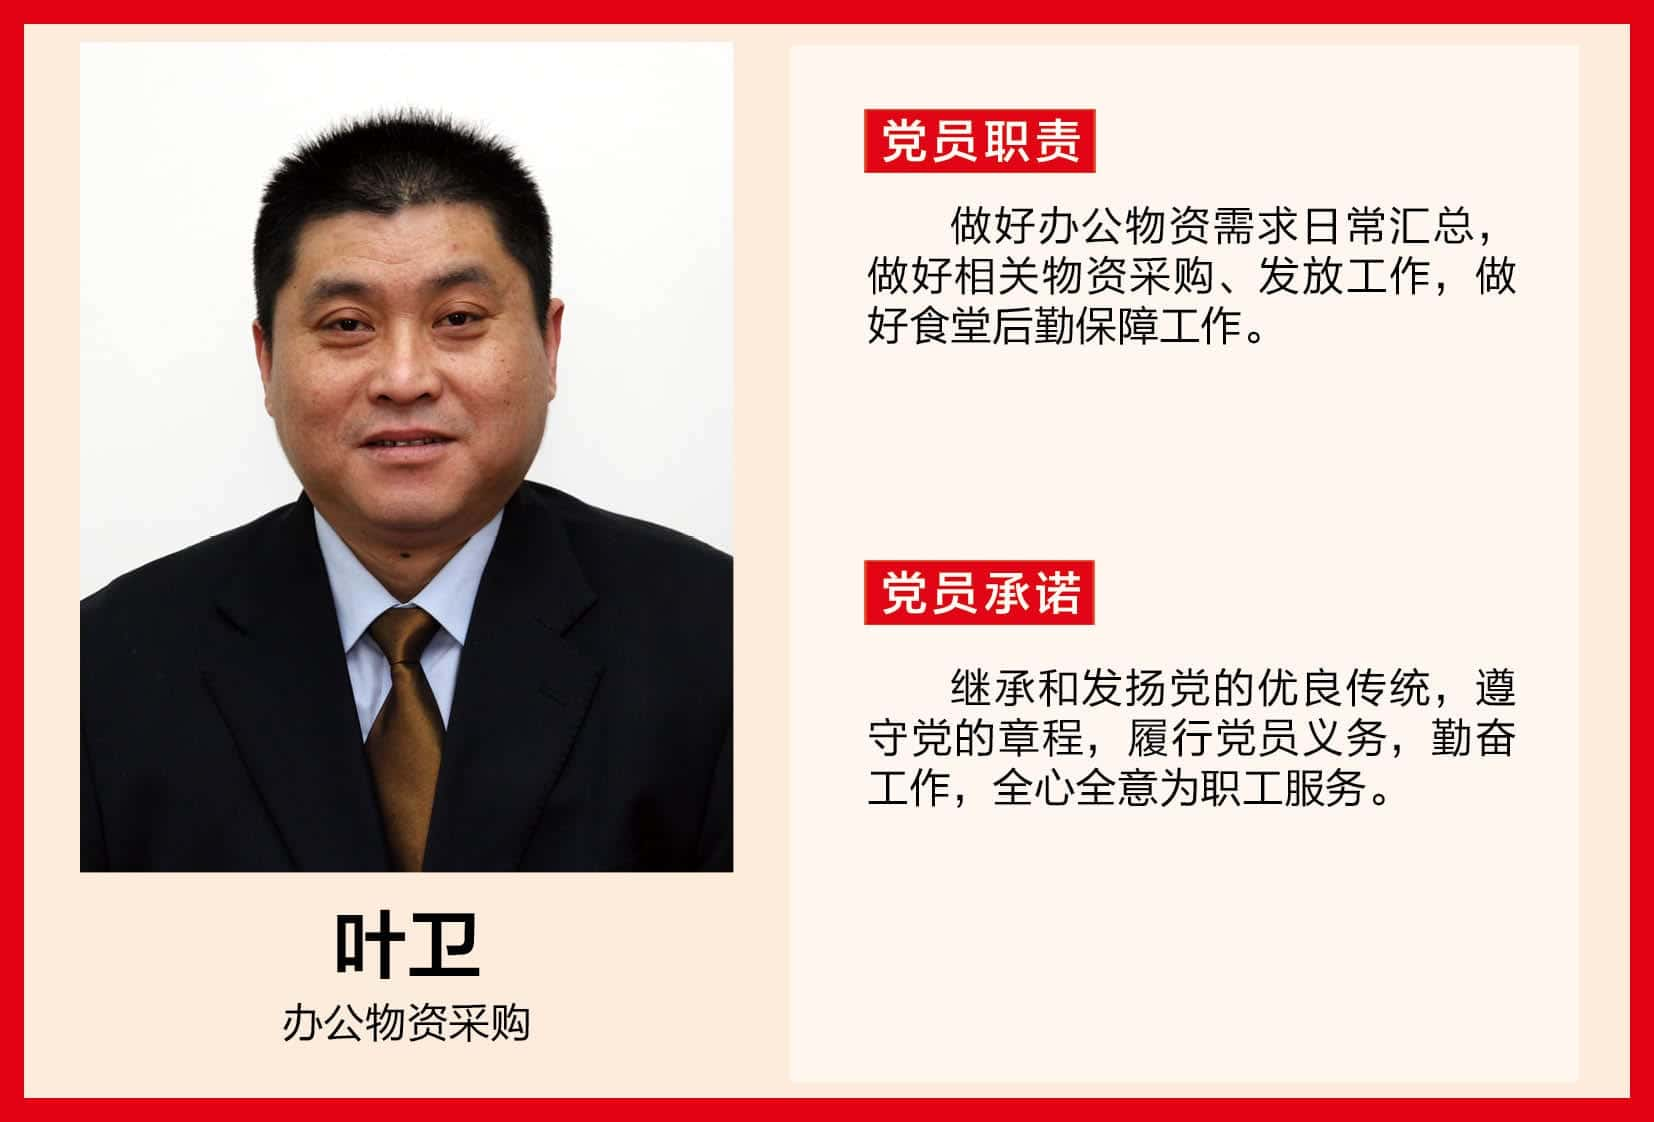 党员职责
做好办公物资需求日常汇总，
做好相关物资采购、发放工作，做
好食堂后勤保障工作。
党员承诺
继承和发扬党的优良传统，遵
守党的章程，履行党员义务，勤奋
工作，全心全意为职工服务。
叶卫
办公物资采购